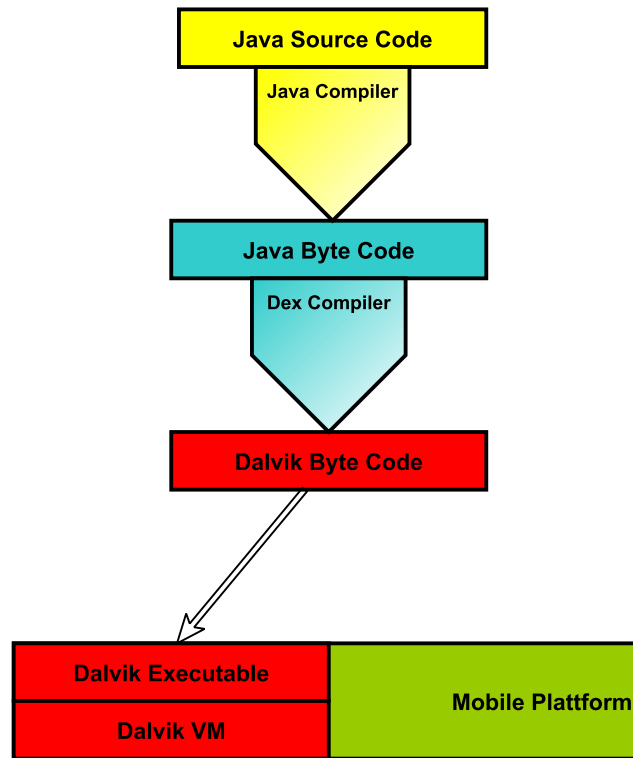 Java Source Code
Java Compiler
Java Byte Code
Dex Compiler
Dalvik Byte Code
Dalvik Executable
Mobile Plattform
Dalvik VM